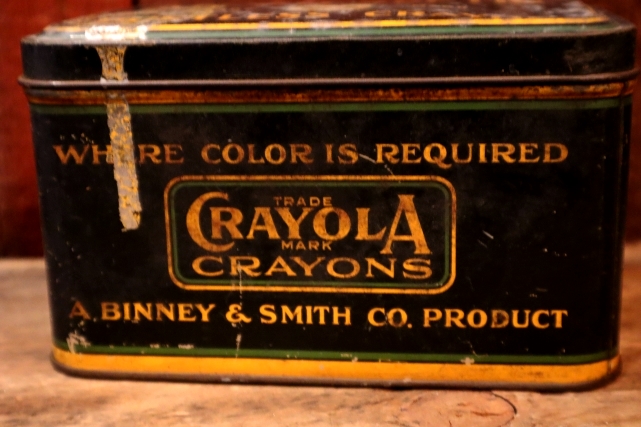 WHERE COLOR IS REQUIRED
TRADE
CRAYOLA
MARK
CRAYONS
A BINNEY & SMITH CO. PRODUCT